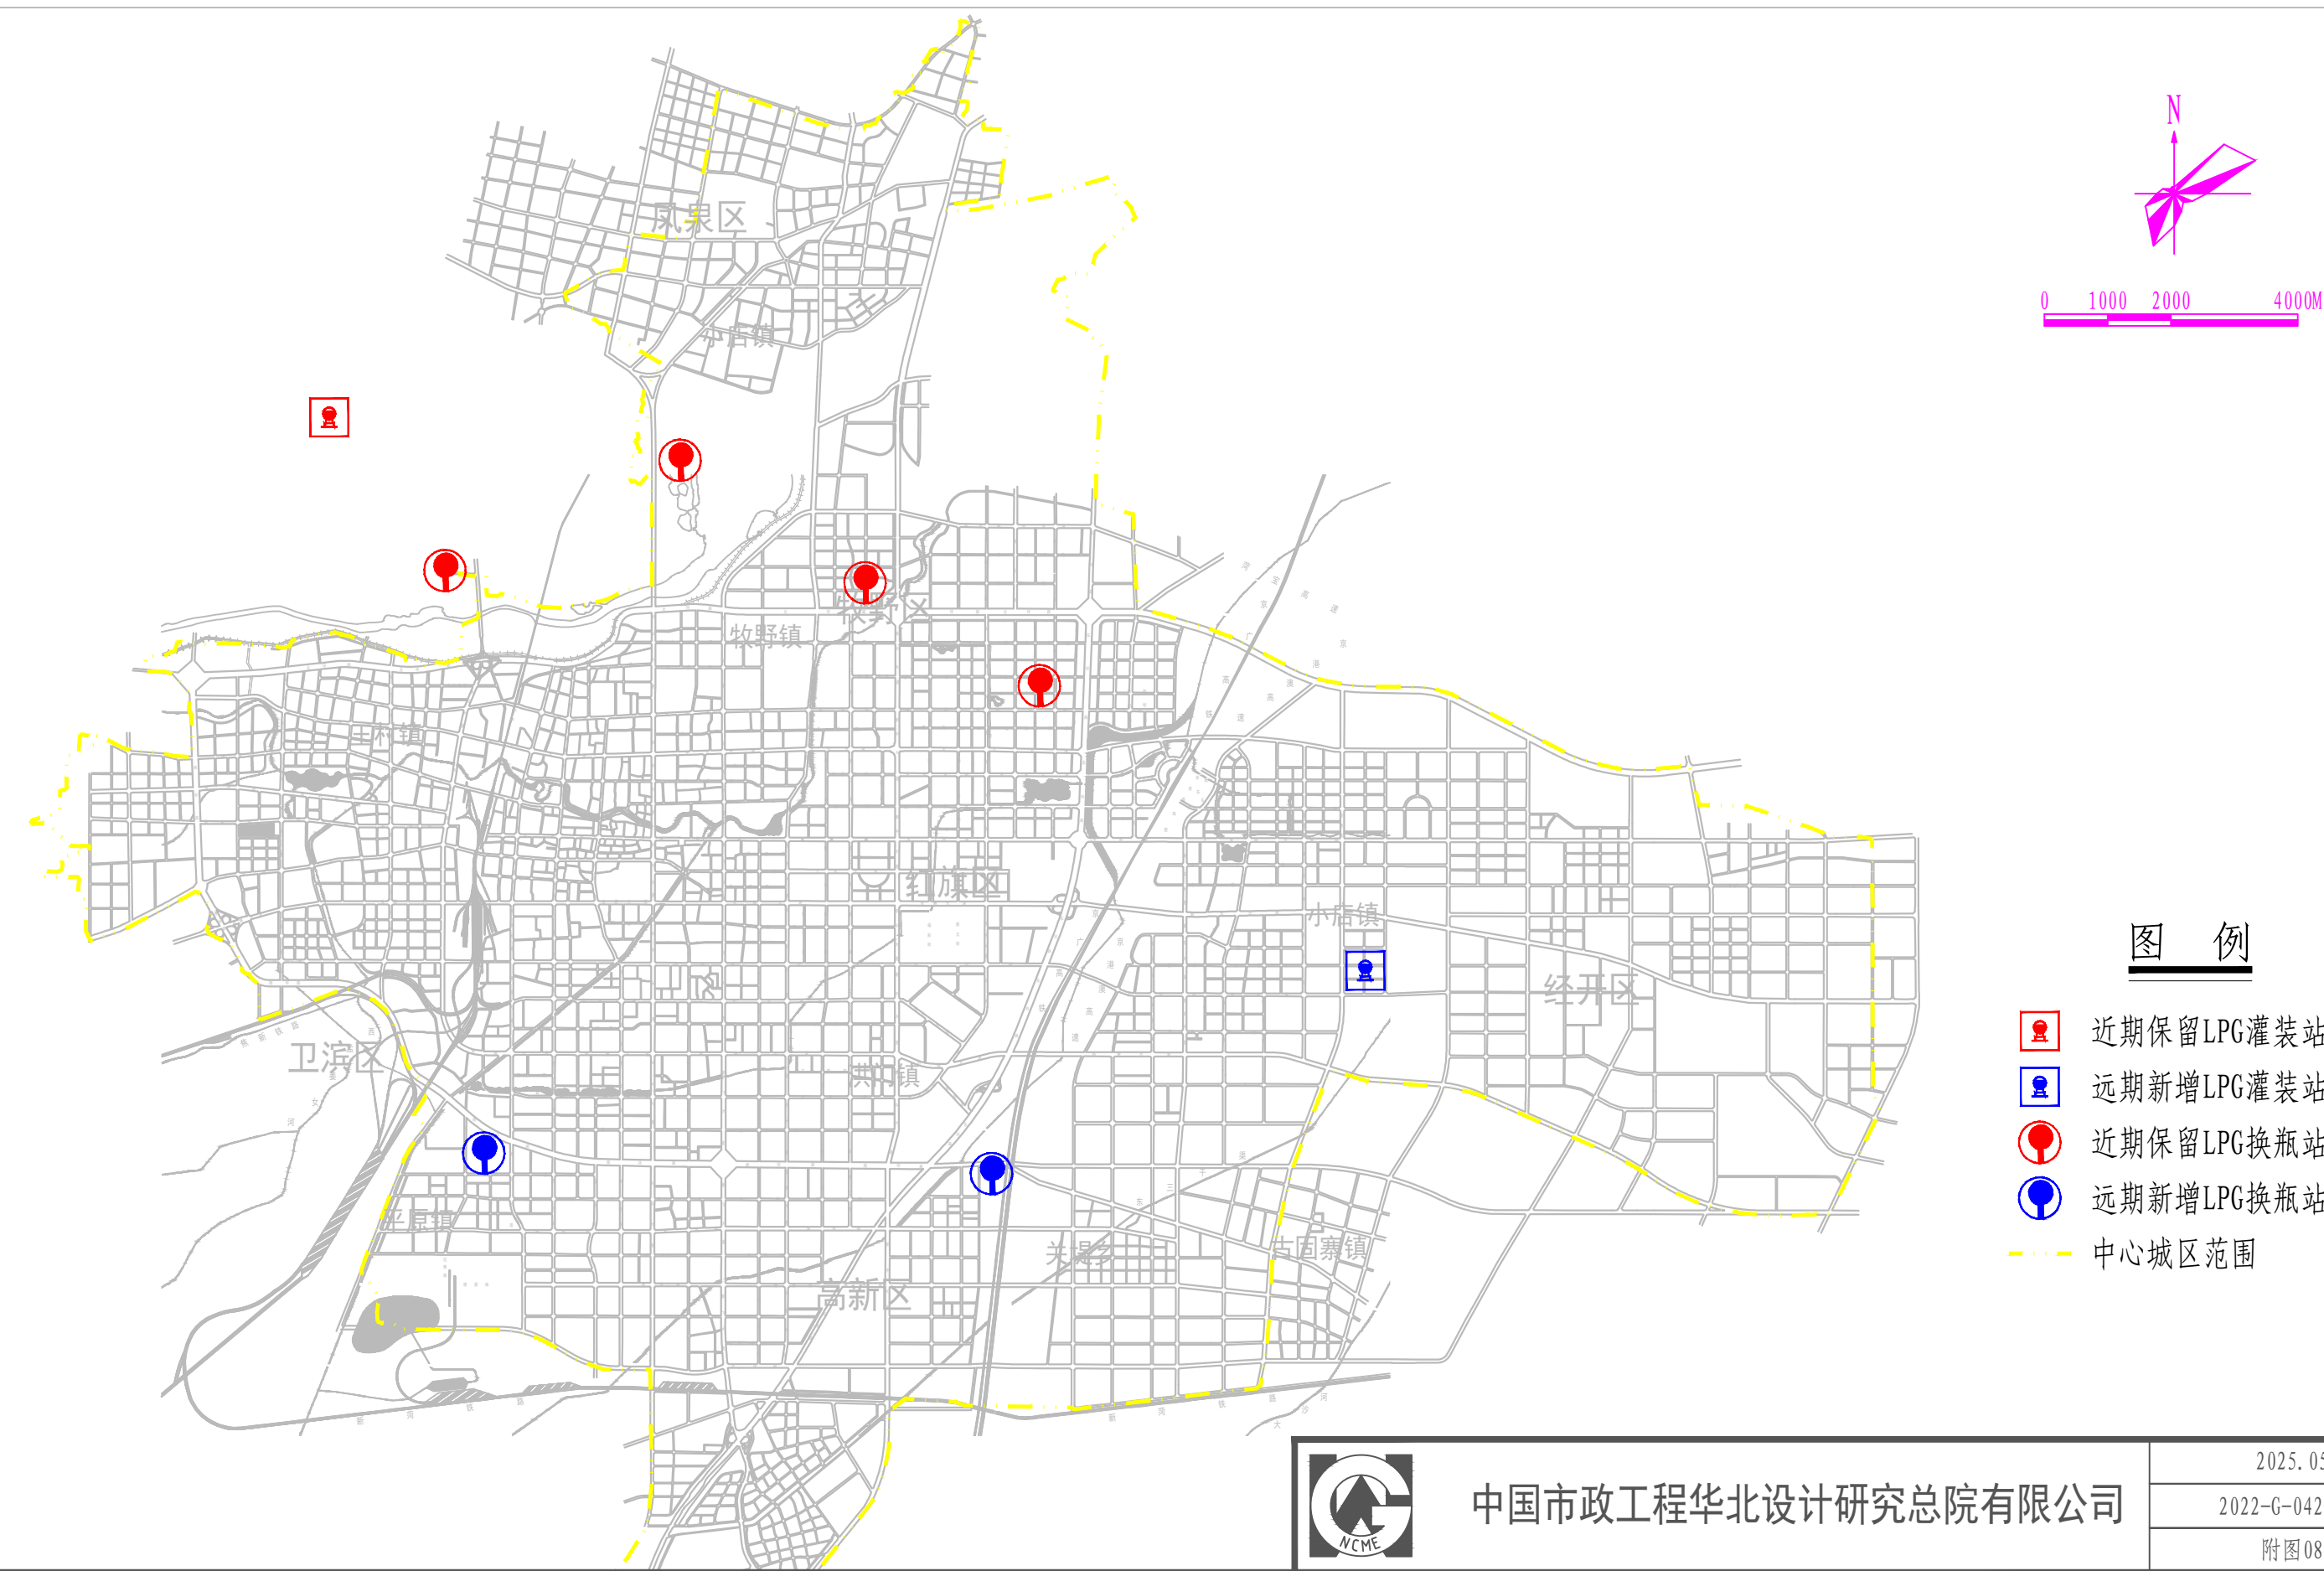 N
0 1000 2000 4000M
凤泉区
小店镇
牧野区
牧野镇
王村镇
红旗区
小店镇
经开区
卫滨区
洪门镇
平原镇
关堤乡
古固寨镇
高新区
图 例
近期保留LPG灌装站
远期新增LPG灌装站
近期保留LPG换瓶站
远期新增LPG换瓶站
中心城区范围
NCME
中国市政工程华北设计研究总院有限公司
2025.05
2022-G-042
附图08